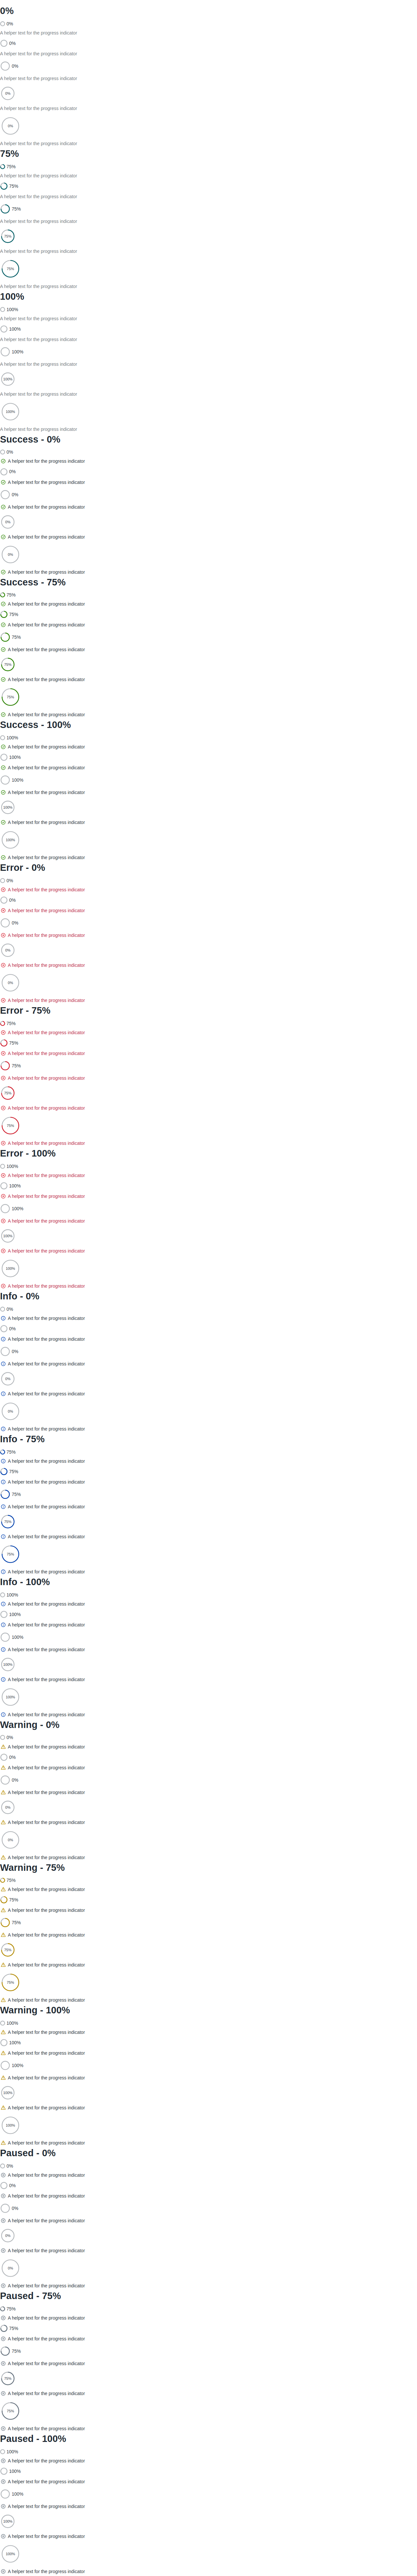 0%
0%
A helper text for the progress indicator
0%
A helper text for the progress indicator
0%
A helper text for the progress indicator
0%
A helper text for the progress indicator
0%
A helper text for the progress indicator
75%
75%
A helper text for the progress indicator
75%
A helper text for the progress indicator
75%
A helper text for the progress indicator
75%
A helper text for the progress indicator
75%
A helper text for the progress indicator
100%
100%
A helper text for the progress indicator
100%
A helper text for the progress indicator
100%
A helper text for the progress indicator
100%
A helper text for the progress indicator
100%
A helper text for the progress indicator
Success - 0%
0%
A helper text for the progress indicator
0%
A helper text for the progress indicator
0%
A helper text for the progress indicator
0%
A helper text for the progress indicator
0%
A helper text for the progress indicator
Success - 75%
75%
A helper text for the progress indicator
75%
A helper text for the progress indicator
75%
A helper text for the progress indicator
75%
A helper text for the progress indicator
75%
A helper text for the progress indicator
Success - 100%
100%
A helper text for the progress indicator
100%
A helper text for the progress indicator
100%
A helper text for the progress indicator
100%
A helper text for the progress indicator
100%
A helper text for the progress indicator
Error - 0%
0%
A helper text for the progress indicator
0%
A helper text for the progress indicator
0%
A helper text for the progress indicator
0%
A helper text for the progress indicator
0%
A helper text for the progress indicator
Error - 75%
75%
A helper text for the progress indicator
75%
A helper text for the progress indicator
75%
A helper text for the progress indicator
75%
A helper text for the progress indicator
75%
A helper text for the progress indicator
Error - 100%
100%
A helper text for the progress indicator
100%
A helper text for the progress indicator
100%
A helper text for the progress indicator
100%
A helper text for the progress indicator
100%
A helper text for the progress indicator
Info - 0%
0%
A helper text for the progress indicator
0%
A helper text for the progress indicator
0%
A helper text for the progress indicator
0%
A helper text for the progress indicator
0%
A helper text for the progress indicator
Info - 75%
75%
A helper text for the progress indicator
75%
A helper text for the progress indicator
75%
A helper text for the progress indicator
75%
A helper text for the progress indicator
75%
A helper text for the progress indicator
Info - 100%
100%
A helper text for the progress indicator
100%
A helper text for the progress indicator
100%
A helper text for the progress indicator
100%
A helper text for the progress indicator
100%
A helper text for the progress indicator
Warning - 0%
0%
A helper text for the progress indicator
0%
A helper text for the progress indicator
0%
A helper text for the progress indicator
0%
A helper text for the progress indicator
0%
A helper text for the progress indicator
Warning - 75%
75%
A helper text for the progress indicator
75%
A helper text for the progress indicator
75%
A helper text for the progress indicator
75%
A helper text for the progress indicator
75%
A helper text for the progress indicator
Warning - 100%
100%
A helper text for the progress indicator
100%
A helper text for the progress indicator
100%
A helper text for the progress indicator
100%
A helper text for the progress indicator
100%
A helper text for the progress indicator
Paused - 0%
0%
A helper text for the progress indicator
0%
A helper text for the progress indicator
0%
A helper text for the progress indicator
0%
A helper text for the progress indicator
0%
A helper text for the progress indicator
Paused - 75%
75%
A helper text for the progress indicator
75%
A helper text for the progress indicator
75%
A helper text for the progress indicator
75%
A helper text for the progress indicator
75%
A helper text for the progress indicator
Paused - 100%
100%
A helper text for the progress indicator
100%
A helper text for the progress indicator
100%
A helper text for the progress indicator
100%
A helper text for the progress indicator
100%
A helper text for the progress indicator